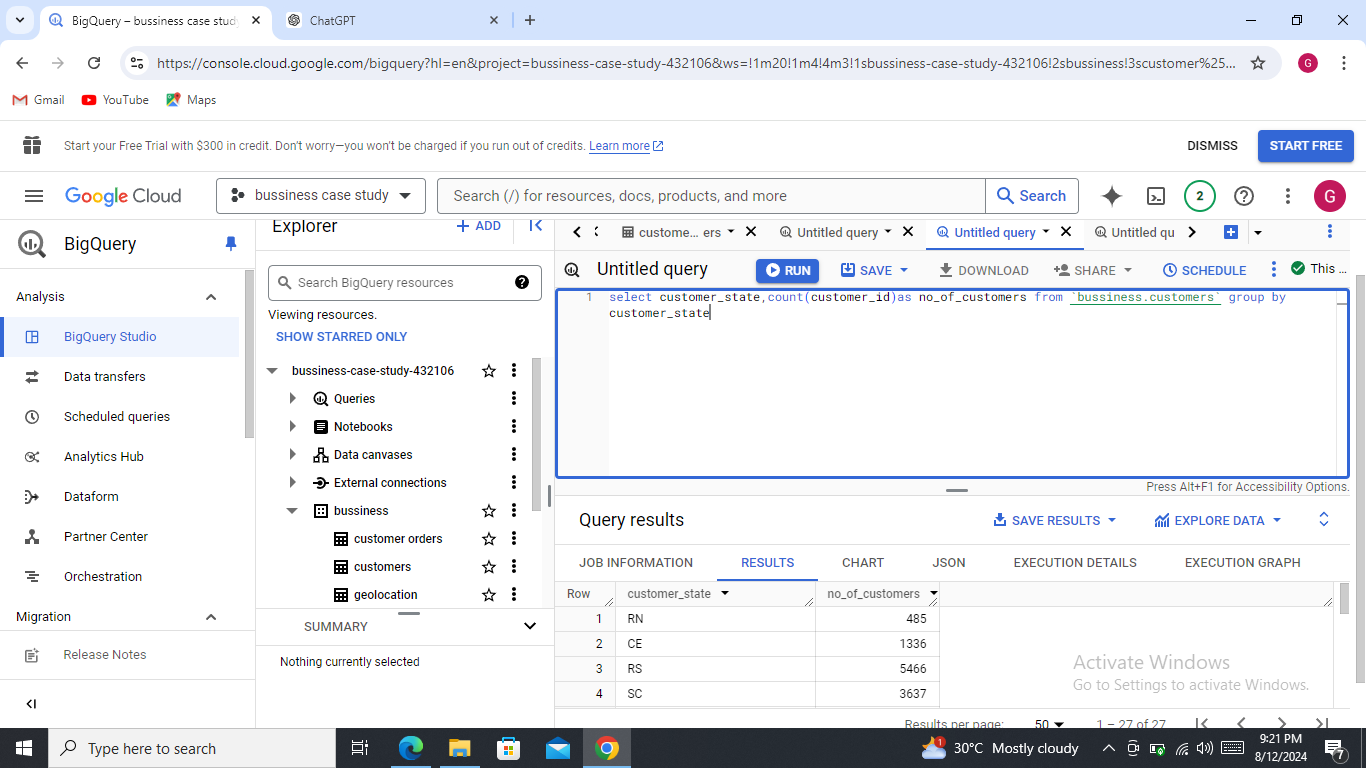 BigQuery – bussiness case stud
ChatGPT
https://console.cloud.google.com/bigquery?hl=en&project=bussiness-case-study-432106&ws=!1m20!1m4!4m3!1sbussiness-case-study-432106!2sbussiness!3scustomer%25...
G
Gmail
YouTube
Maps
Start your Free Trial with $300 in credit. Don't worry—you won't be charged if you run out of credits. Learn more
DISMISS
START FREE
Google Cloud
bussiness case study
Search (/) for resources, docs, products, and more
Search
2
G
BigQuery
Explorer
+ ADD
custome... ers
Untitled query
Untitled query
Untitled qu
Untitled query
RUN
SAVE
DOWNLOAD
SHARE
SCHEDULE
This ...
Analysis
BigQuery Studio
Data transfers
Scheduled queries
Analytics Hub
Dataform
Partner Center
Orchestration
Migration
Release Notes
Search BigQuery resources
Viewing resources.
SHOW STARRED ONLY
bussiness-case-study-432106
Queries
Notebooks
Data canvases
External connections
bussiness
customer orders
customers
geolocation
SUMMARY
Nothing currently selected
1 select customer_state,count(customer_id)as no_of_customers from `bussiness.customers` group by
customer_state
Press Alt+F1 for Accessibility Options.
Query results
SAVE RESULTS
EXPLORE DATA
JOB INFORMATION
RESULTS
CHART
JSON
EXECUTION DETAILS
EXECUTION GRAPH
Row customer_state no_of_customers
1 RN 485
2 CE 1336
3 RS 5466
4 SC 3637
Results per page: 50 1 – 27 of 27
Activate Windows
Go to Settings to activate Windows.
Type here to search
1
30°C Mostly cloudy
9:21 PM
8/12/2024
7